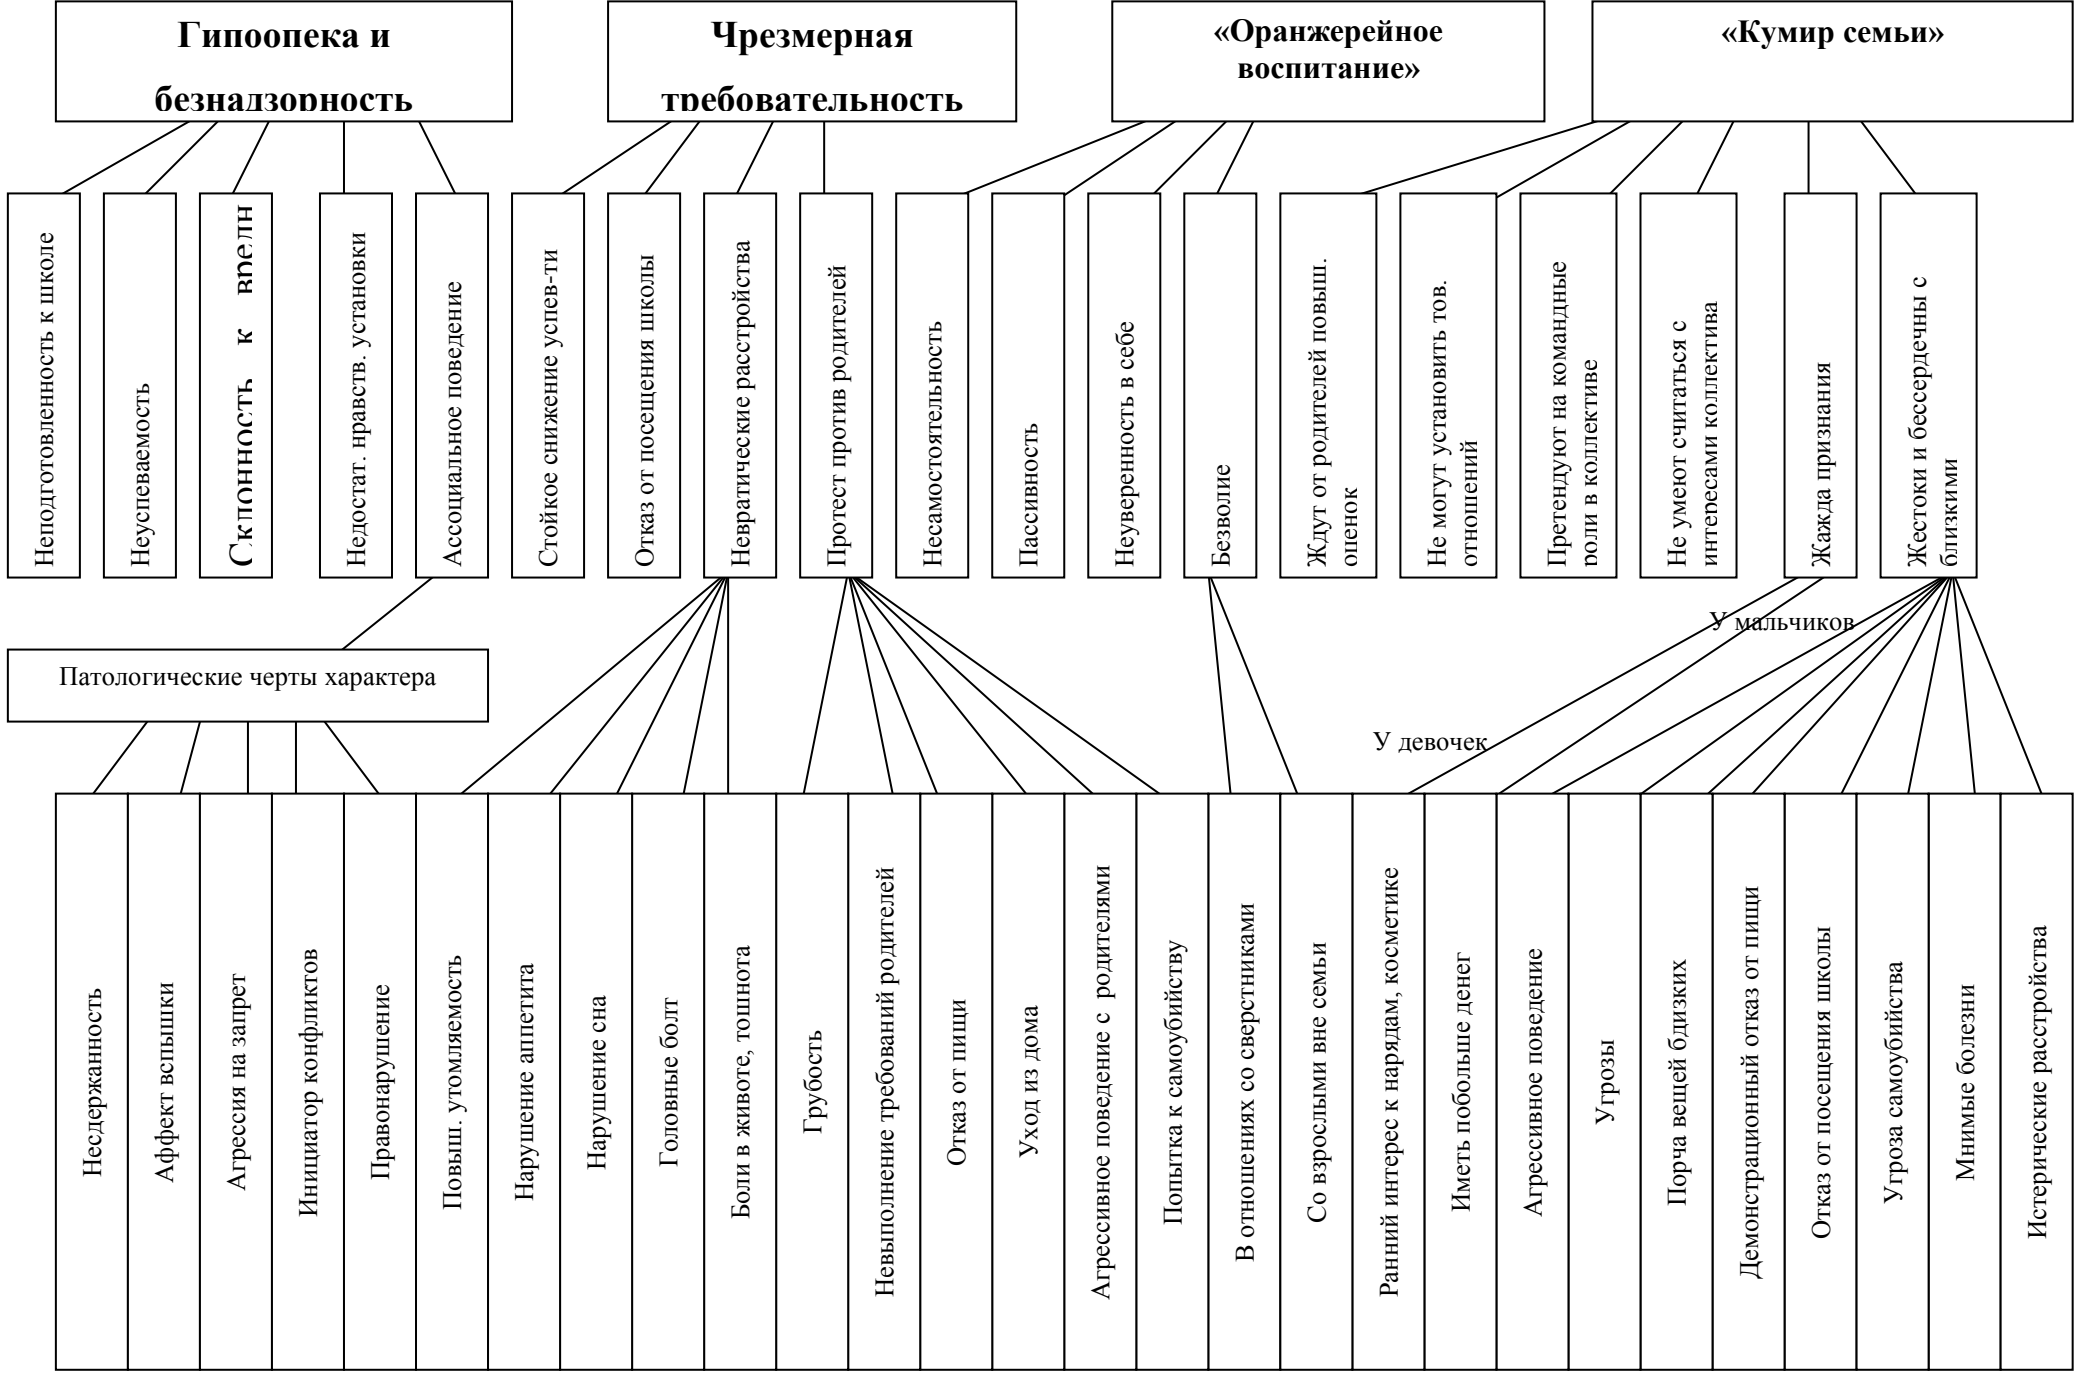 Гипоопека и
безнадзорность
Чрезмерная
требовательность
«Оранжерейное
воспитание»
«Кумир семьи»
Неподготовленность к школе
Неуспеваемость
Склонность к
Недостат. нравств. установки
Ассоциальное поведение
Стойкое снижение успев-ти
Отказ от посещения школы
Невратические расстройства
Протест против родителей
Несамостоятельность
Пассивность
Неуверенность в себе
Безволие
Ждут от родителей повыш.
оценок
Не могут установить тов.
отношений
Претендуют на командные
роли в коллективе
Не умеют считаться с
интересами коллектива
Жажда признания
Жестоки и бессердечны с
близкими
У мальчиков
Патологические черты характера
У девочек
Несдержанность
Аффект вспышки
Агрессия на запрет
Инициатор конфликтов
Правонарушение
Повыш. утомляемость
Нарушение аппетита
Нарушение сна
Головные болт
Боли в животе, тошнота
Грубость
Невыполнение требований родителей
Отказ от пищи
Уход из дома
Агрессивное поведение с родителями
Попытка к самоубийству
В отношениях со сверстниками
Со взрослыми вне семьи
Ранний интерес к нарядам, косметике
Иметь побольше денег
Агрессивное поведение
Угрозы
Порча вещей бдизких
Демонстрационный отказ от пищи
Отказ от посещения школы
Угроза самоубийства
Мнимые болезни
Истерические расстройства